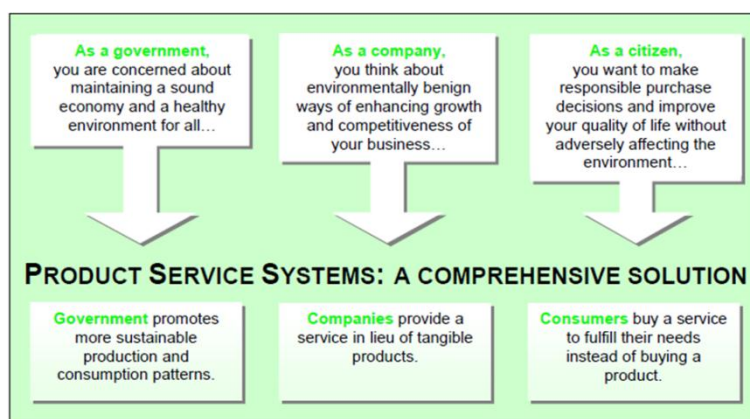 As a government,
you are concerned about
maintaining a sound
economy and a healthy
environment for all…
As a company,
you think about
environmentally benign
ways of enhancing growth
and competitiveness of
your business…
As a citizen,
you want to make
responsible purchase
decisions and improve
your quality of life without
adversely affecting the
environment…
PRODUCT SERVICE SYSTEMS: A COMPREHENSIVE SOLUTION
Government promotes
more sustainable
production and
consumption patterns.
Companies provide a
service in lieu of tangible
products.
Consumers buy a service
to fulfill their needs
instead of buying a
product.